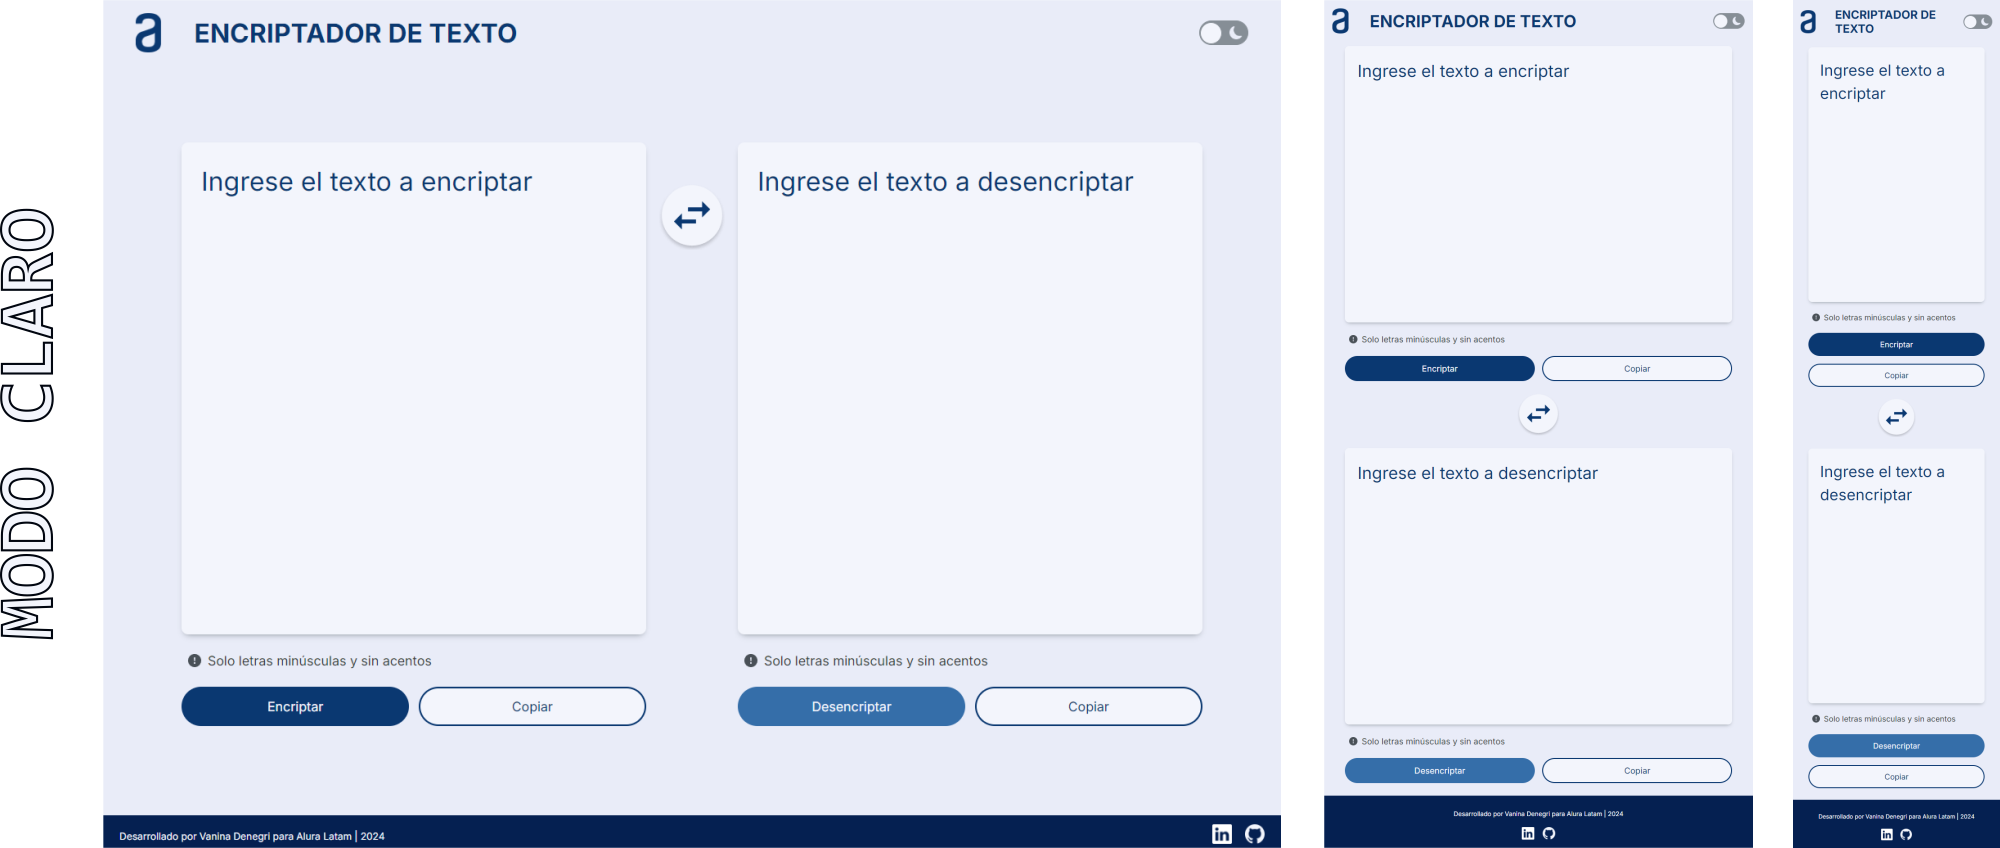 MODO CLARO
a
ENCRIPTADOR DE TEXTO
Ingrese el texto a encriptar
Ingrese el texto a desencriptar
Solo letras minúsculas y sin acentos
Solo letras minúsculas y sin acentos
Encriptar
Copiar
Desencriptar
Copiar
Desarrollado por Vanina Denegri para Alura Latam | 2024
in
a
ENCRIPTADOR DE TEXTO
Ingrese el texto a encriptar
Solo letras minúsculas y sin acentos
Encriptar
Copiar
Ingrese el texto a desencriptar
Solo letras minúsculas y sin acentos
Desencriptar
Copiar
Desarrollado por Vanina Denegri para Alura Latam | 2024
in
a
ENCRIPTADOR DE
TEXTO
Ingrese el texto a
encriptar
Solo letras minúsculas y sin acentos
Encriptar
Copiar
Ingrese el texto a
desencriptar
Solo letras minúsculas y sin acentos
Desencriptar
Copiar
Desarrollado por Vanina Denegri para Alura Latam | 2024
in